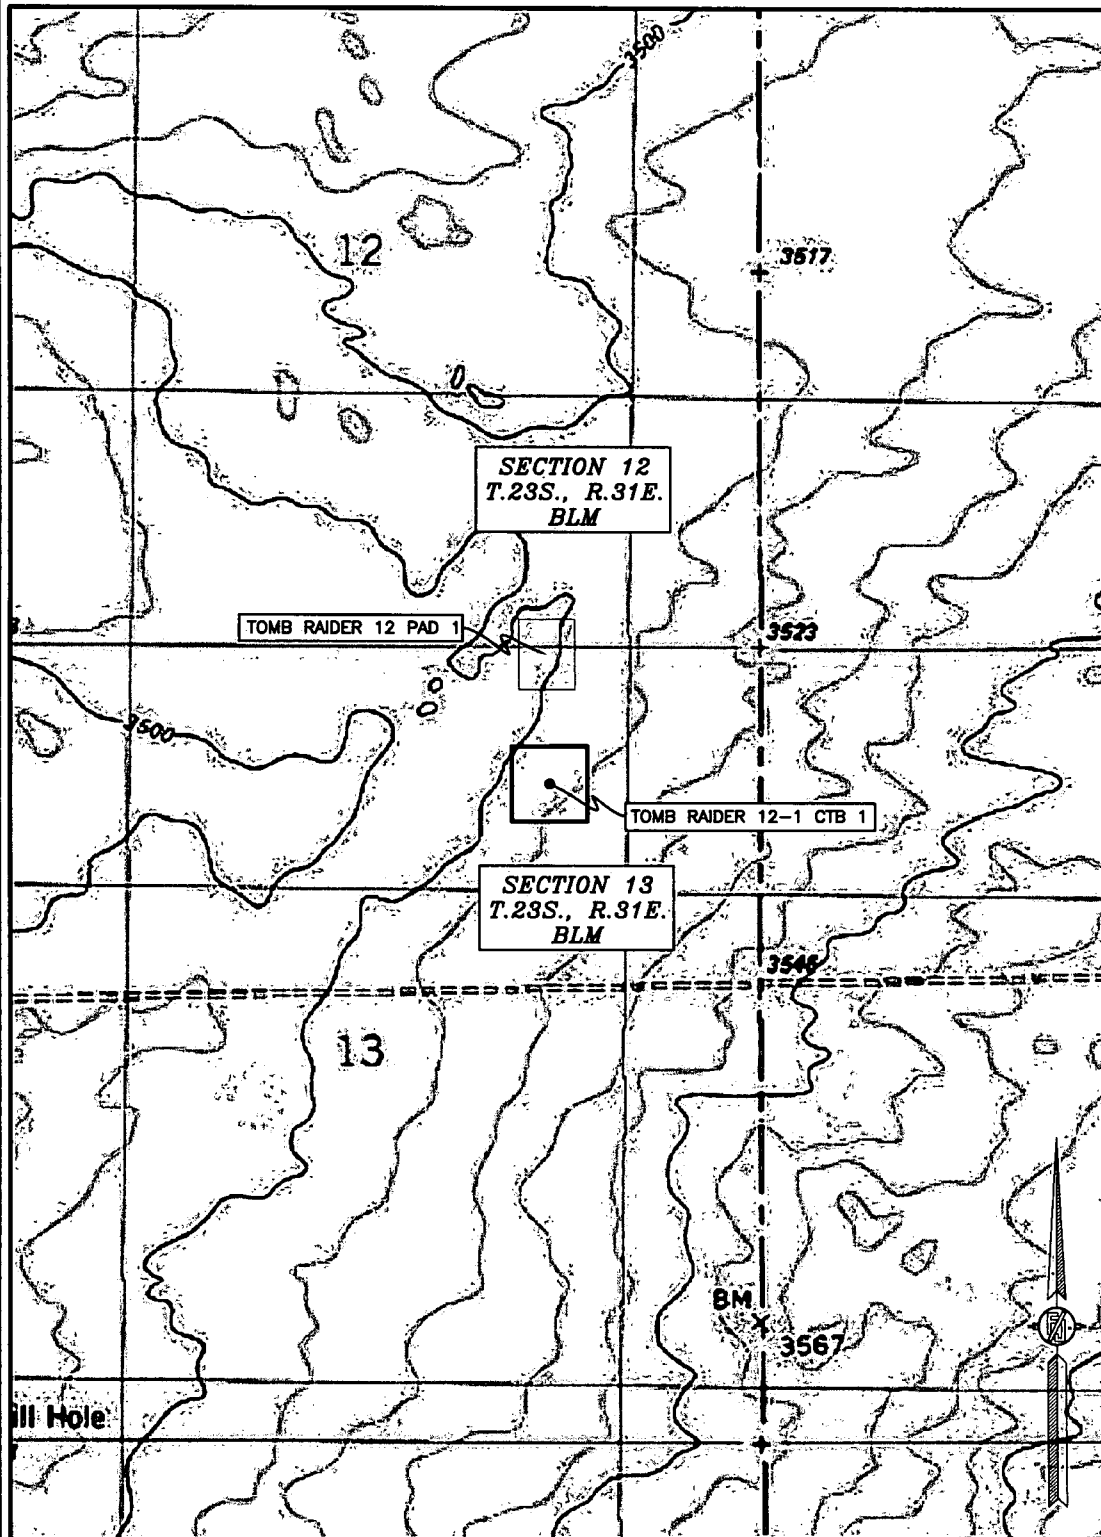 3500
12
3517
SECTION 12
T.23S., R.31E.
BLM
TOMB RAIDER 12 PAD 1
3523
3500
TOMB RAIDER 12-1 CTB 1
SECTION 13
T.23S., R.31E.
BLM
3546
13
BM
3567
ill Hole